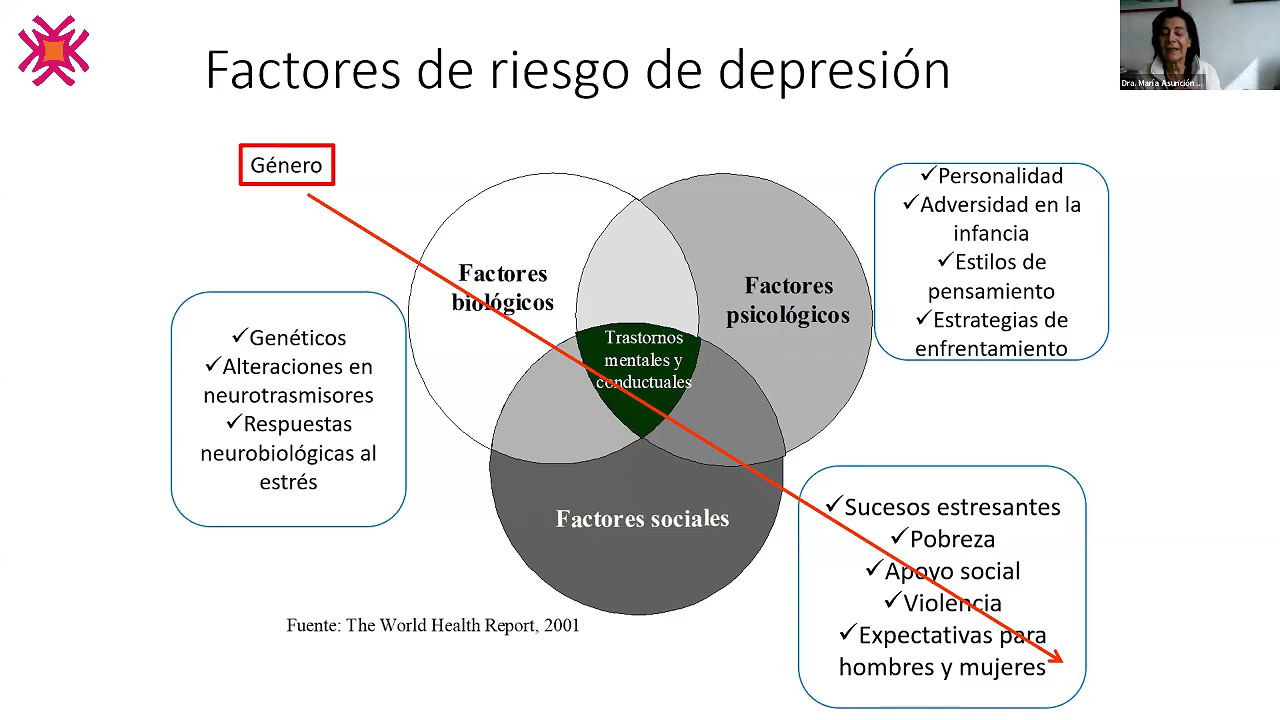 Factores de riesgo de depresión
Dra. María Asunción ...
Género
✓Personalidad
✓Adversidad en la
infancia
✓Estilos de
pensamiento
✓Estrategias de
enfrentamiento
Factores
biológicos
Factores
psicológicos
✓Genéticos
✓Alteraciones en
neurotrasmisores
✓Respuestas
neurobiológicas al
estrés
Trastornos
mentales y
conductuales
Factores sociales
✓Sucesos estresantes
✓Pobreza
✓Apoyo social
✓Violencia
✓Expectativas para
hombres y mujeres
Fuente: The World Health Report, 2001